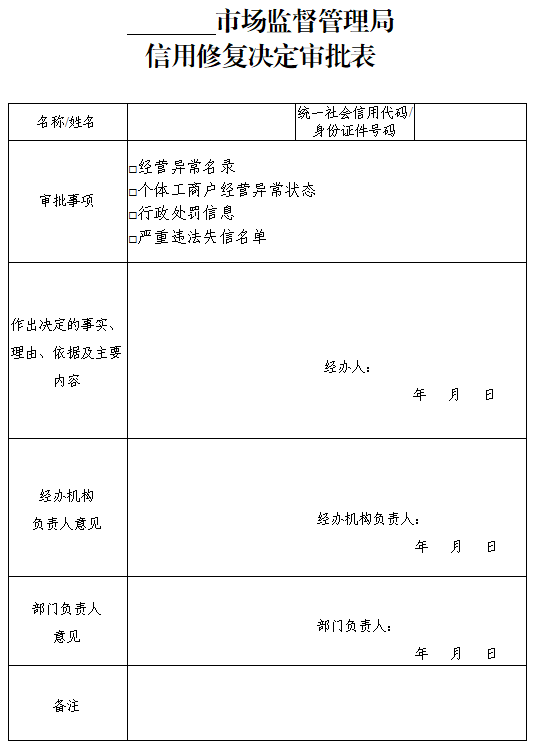 ________市场监督管理局
信用修复决定审批表
名称/姓名
统一社会信用代码/
身份证件号码
审批事项
□经营异常名录
□个体工商户经营异常状态
□行政处罚信息
□严重违法失信名单
作出决定的事实、
理由、依据及主要
内容
经办人：
年 月 日
经办机构
负责人意见
经办机构负责人：
年 月 日
部门负责人
意见
部门负责人：
年 月 日
备注